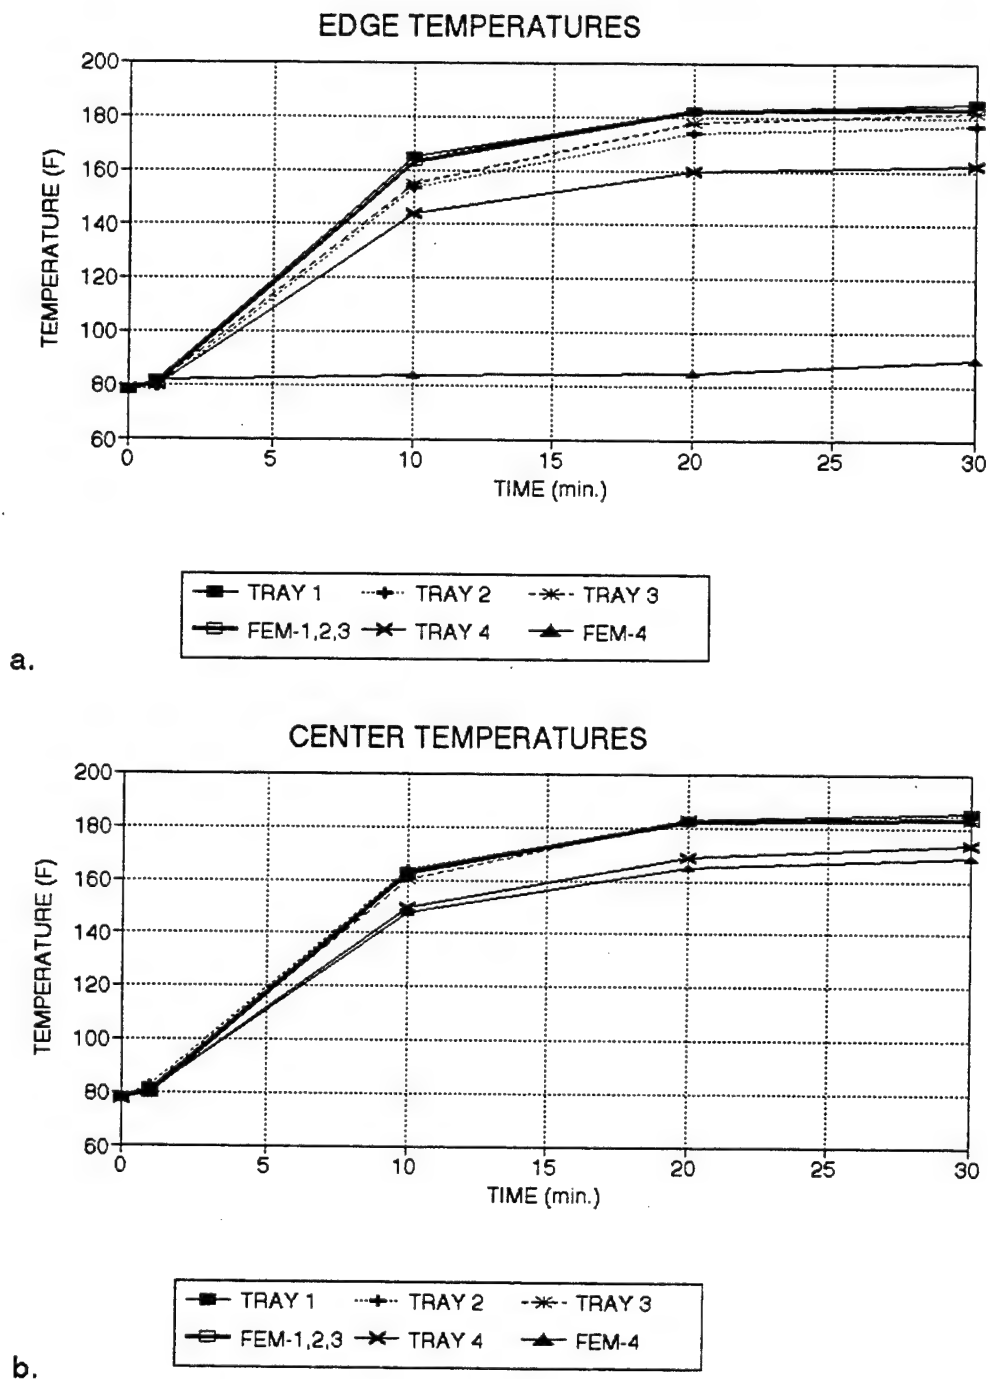 EDGE TEMPERATURES
200
180
160
140
120
100
80
60
TEMPERATURE (F)
0 5 10 15 20 25 30
TIME (min.)
TRAY 1 TRAY 2 TRAY 3
FEM-1,2,3 TRAY 4 FEM-4
a.
CENTER TEMPERATURES
200
180
160
140
120
100
80
60
TEMPERATURE (F)
0 5 10 15 20 25 30
TIME (min.)
TRAY 1 TRAY 2 TRAY 3
FEM-1,2,3 TRAY 4 FEM-4
b.